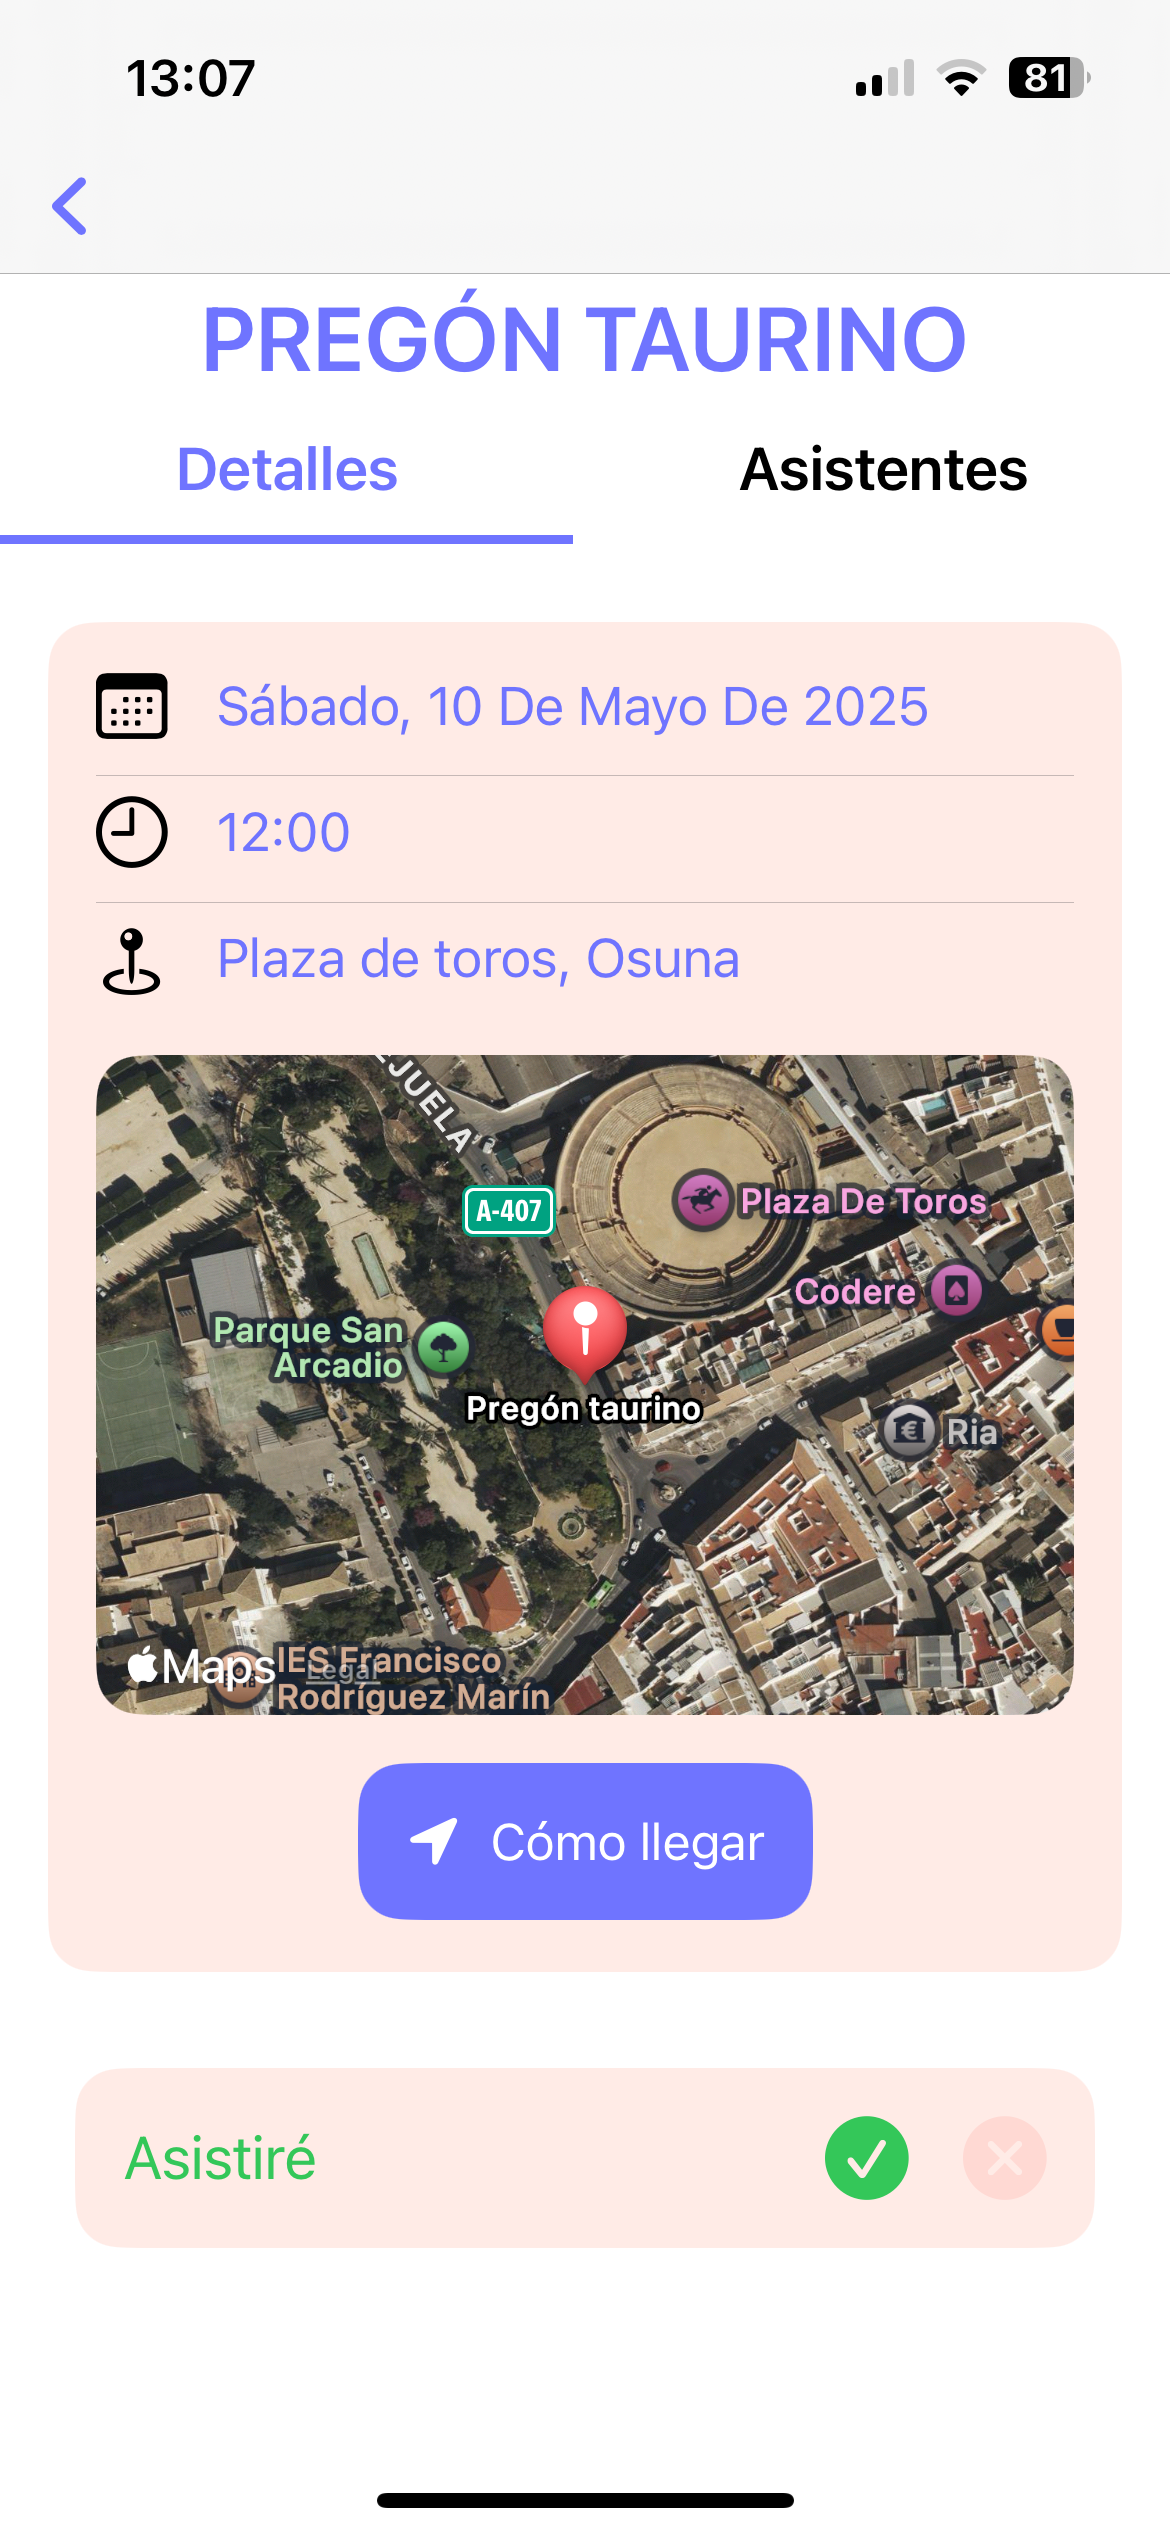 13:07
81
PREGÓN TAURINO
Detalles
Asistentes
Sábado, 10 De Mayo De 2025
12:00
Plaza de toros, Osuna
EJUELA'
A-407
Plaza De Toros
Codere
Parque San
Arcadio
Pregón taurino
Ria
Maps
IES Francisco
Legal
Rodríguez Marín
Cómo llegar
Asistiré